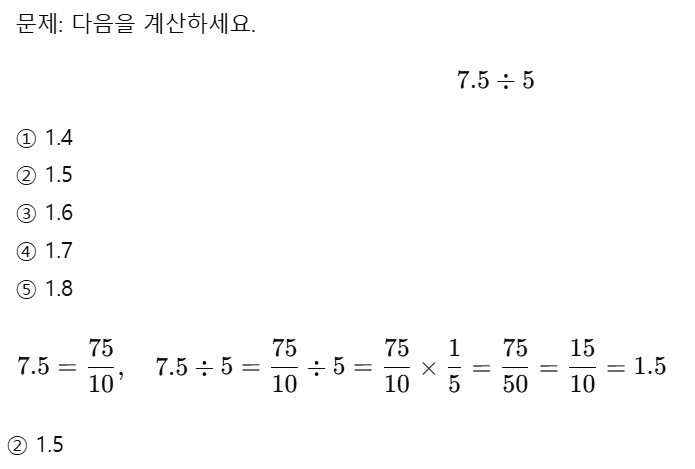 문제: 다음을 계산하세요.
7.5 ÷ 5
① 1.4
② 1.5
③ 1.6
④ 1.7
⑤ 1.8
7.5 = 75/10, 7.5 ÷ 5 = 75/10 ÷ 5 = 75/10 × 1/5 = 75/50 = 15/10 = 1.5
② 1.5